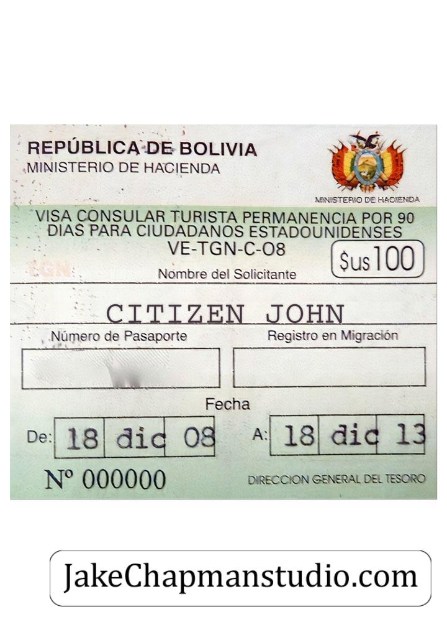 REPÚBLICA DE BOLIVIA
MINISTERIO DE HACIENDA
MINISTERIO DE HACIENDA
VISA CONSULAR TURISTA PERMANENCIA POR 90
DIAS PARA CIUDADANOS ESTADOUNIDENSES
VE-TGN-C-08
$us 100
TGN
Nombre del Solicitante
CITIZEN JOHN
Número de Pasaporte
Registro en Migración
Fecha
De: 18 dic 08
A: 18 dic 13
Nº 000000
DIRECCION GENERAL DEL TESORO
JakeChapmanstudio.com